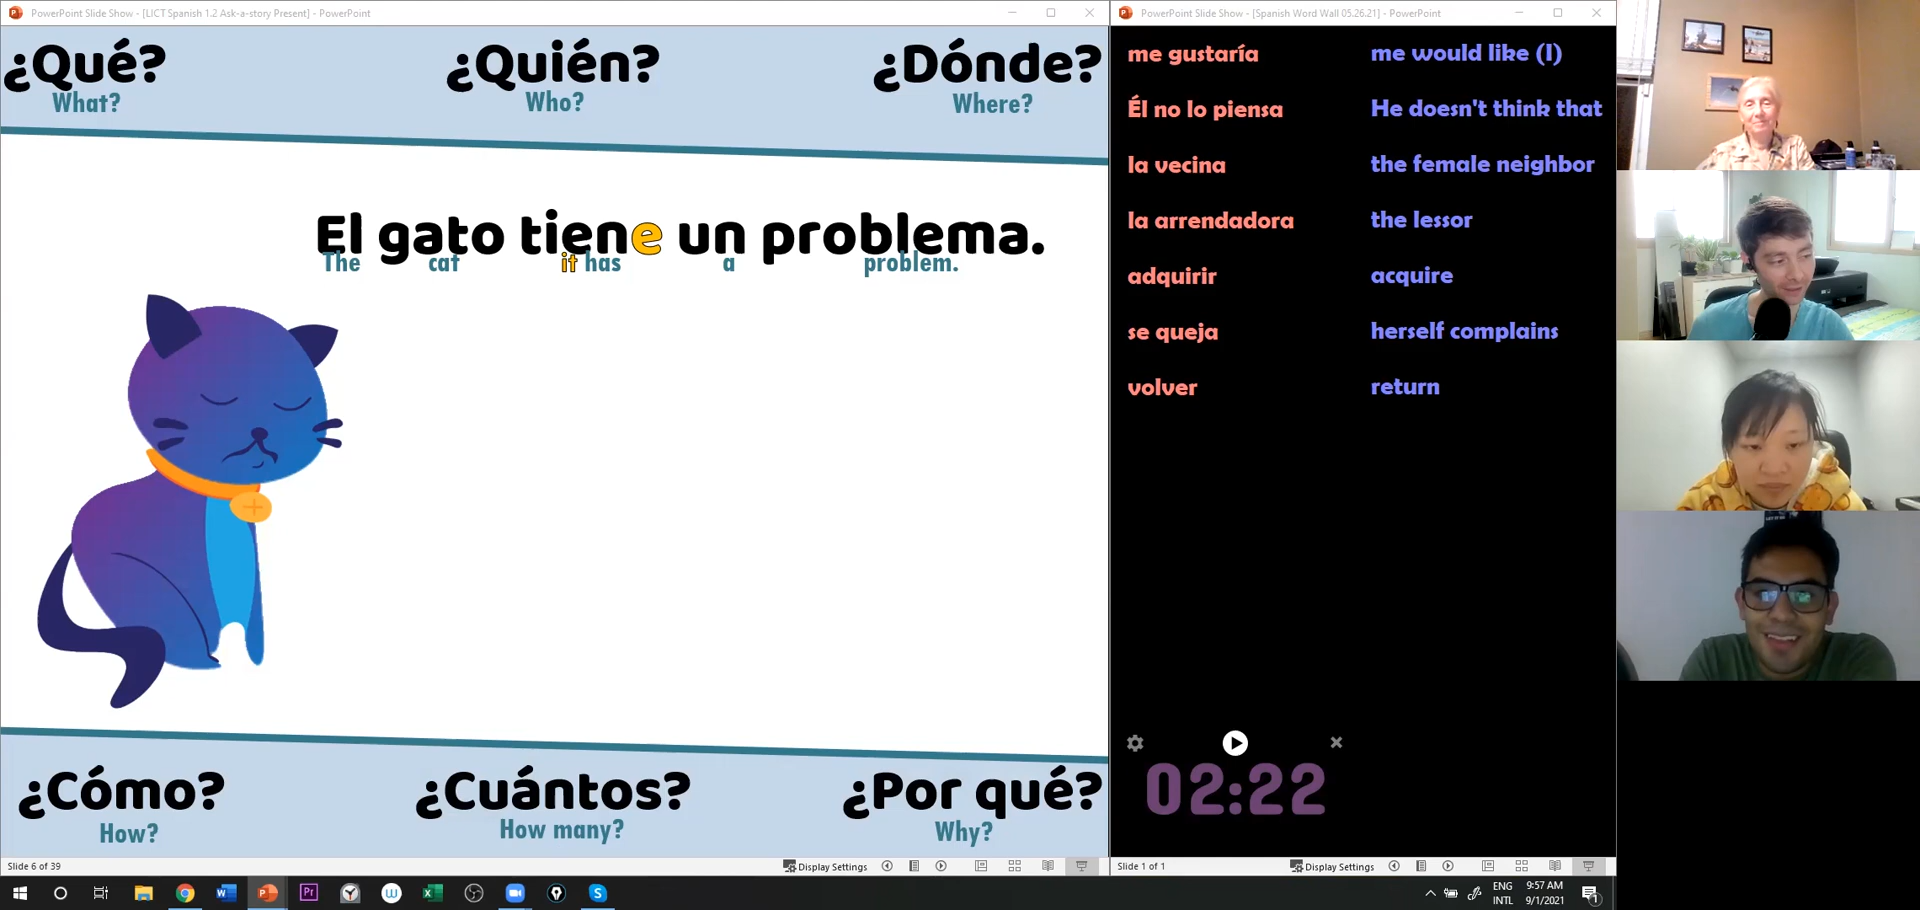 PowerPoint Slide Show - [LICT Spanish 1.2 Ask-a-story Present] - PowerPoint
¿Qué?
What?
¿Quién?
Who?
¿Dónde?
Where?
El gato tiene un problema.
The cat it has a problem.
¿Cómo?
How?
¿Cuántos?
How many?
¿Por qué?
Why?
Slide 6 of 39
Display Settings
PowerPoint Slide Show - [Spanish Word Wall 05.26.21] - PowerPoint
me gustaría me would like (I)
Él no lo piensa He doesn't think that
la vecina the female neighbor
la arrendadora the lessor
adquirir acquire
se queja herself complains
volver return
02:22
Slide 1 of 1
Display Settings
ENG
INTL
9:57 AM
9/1/2021